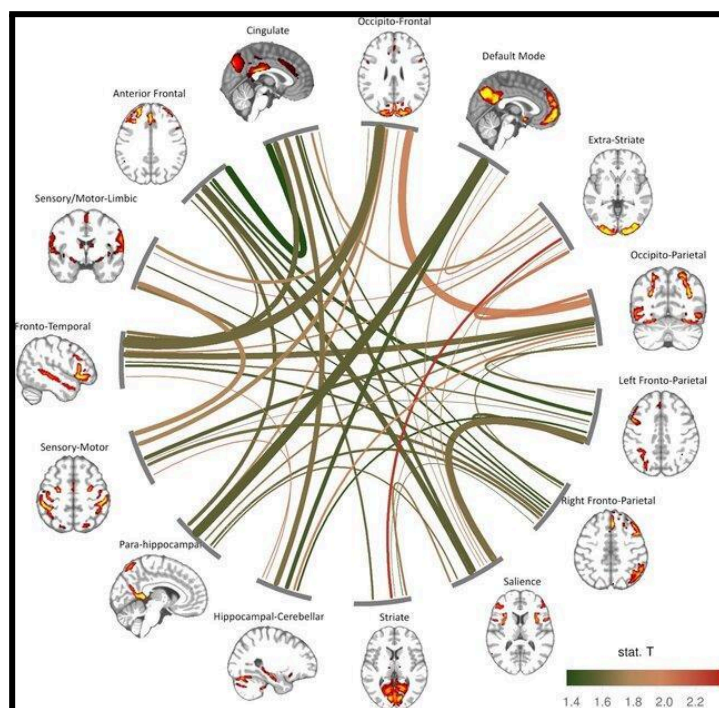 Occipito-Frontal
Cingulate
Default Mode
Anterior Frontal
Extra-Striate
Sensory/Motor-Limbic
Occipito-Parietal
Fronto-Temporal
Left Fronto-Parietal
Sensory-Motor
Right Fronto-Parietal
Para-hippocampal
Salience
Hippocampal-Cerebellar
Striate
stat. T
1.4 1.6 1.8 2.0 2.2